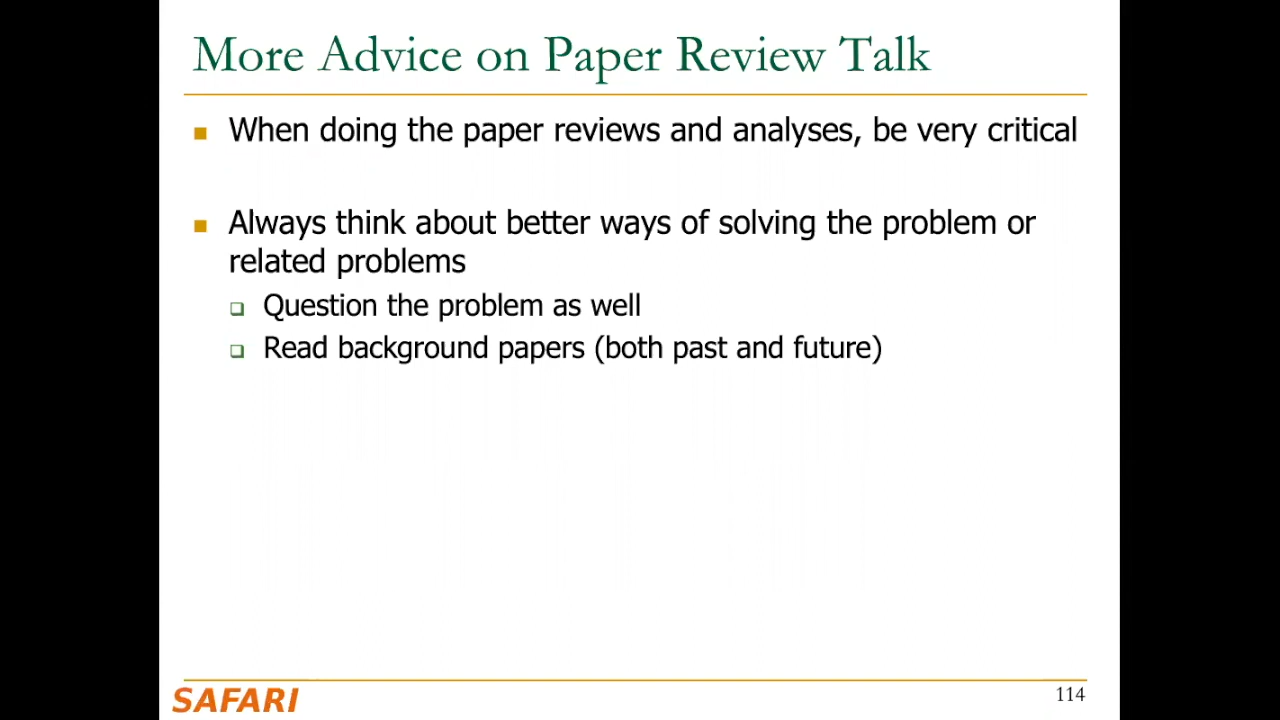 More Advice on Paper Review Talk
When doing the paper reviews and analyses, be very critical
Always think about better ways of solving the problem or
related problems
Question the problem as well
Read background papers (both past and future)
SAFARI
114